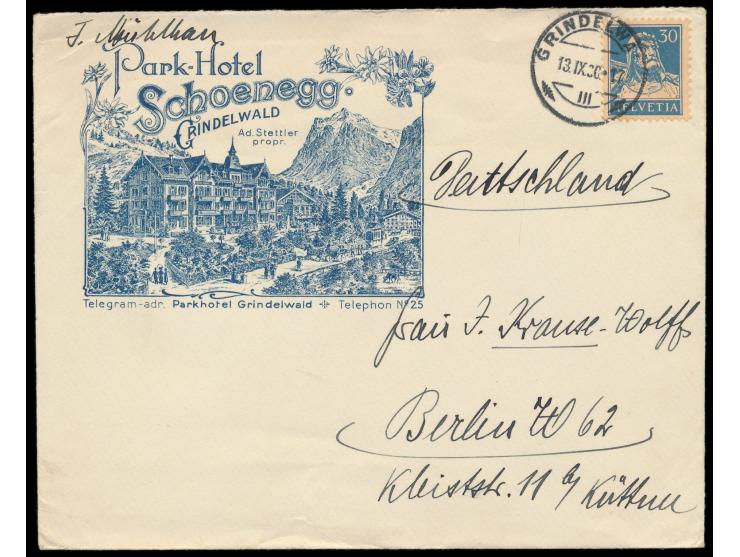 J. Mühlhan
Park-Hotel
Schoenegg.
Grindelwald
Ad. Stettler
propr.
Telegram-adr. Parkhotel Grindelwald ✣ Telephon No 25
GRINDELWALD
13.IX.30
III
30
HELVETIA
Deutschland
Frau J. Krause-Wolff
Berlin W 62
Kleiststr. 11 b/